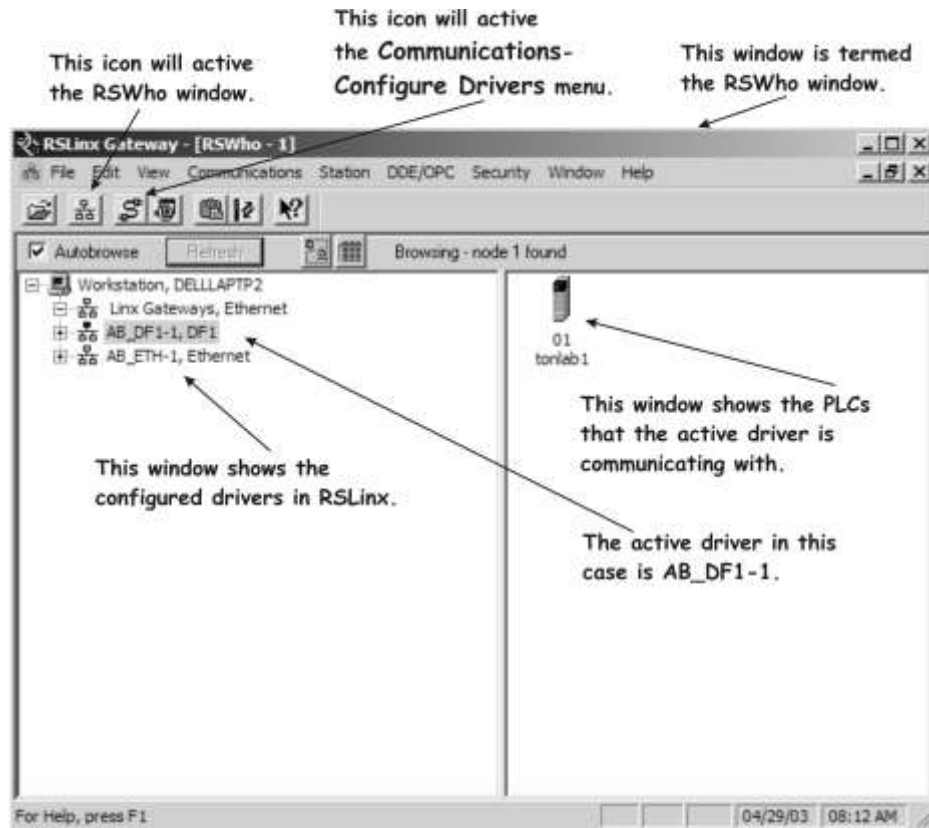 This icon will active
the RSWho window.
This icon will active
the Communications-
Configure Drivers menu.
This window is termed
the RSWho window.
RSLinx Gateway - [RSWho - 1]
File Edit View Communications Station DDE/OPC Security Window Help
Autobrowse Refresh Browsing - node 1 found
Workstation, DELLLAPTP2
Linx Gateways, Ethernet
AB_DF1-1, DF1
AB_ETH-1, Ethernet
01
tonlab1
This window shows the
configured drivers in RSLinx.
This window shows the PLCs
that the active driver is
communicating with.
The active driver in this
case is AB_DF1-1.
For Help, press F1
04/29/03 08:12 AM